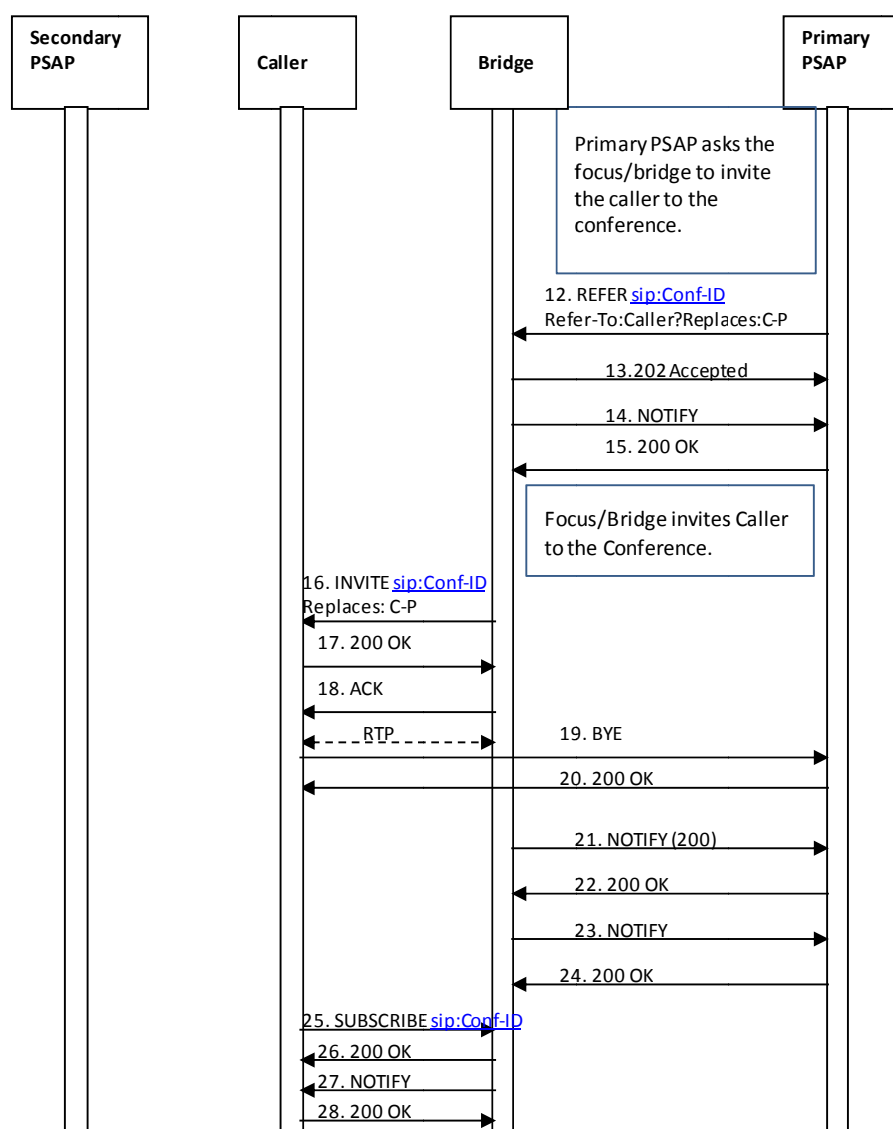 Secondary
PSAP
Caller
Bridge
Primary
PSAP
Primary PSAP asks the
focus/bridge to invite
the caller to the
conference.
12. REFER sip:Conf-ID
Refer-To:Caller?Replaces:C-P
13.202 Accepted
14. NOTIFY
15. 200 OK
Focus/Bridge invites Caller
to the Conference.
16. INVITE sip:Conf-ID
Replaces: C-P
17. 200 OK
18. ACK
RTP
19. BYE
20. 200 OK
21. NOTIFY (200)
22. 200 OK
23. NOTIFY
24. 200 OK
25. SUBSCRIBE sip:Conf-ID
26. 200 OK
27. NOTIFY
28. 200 OK